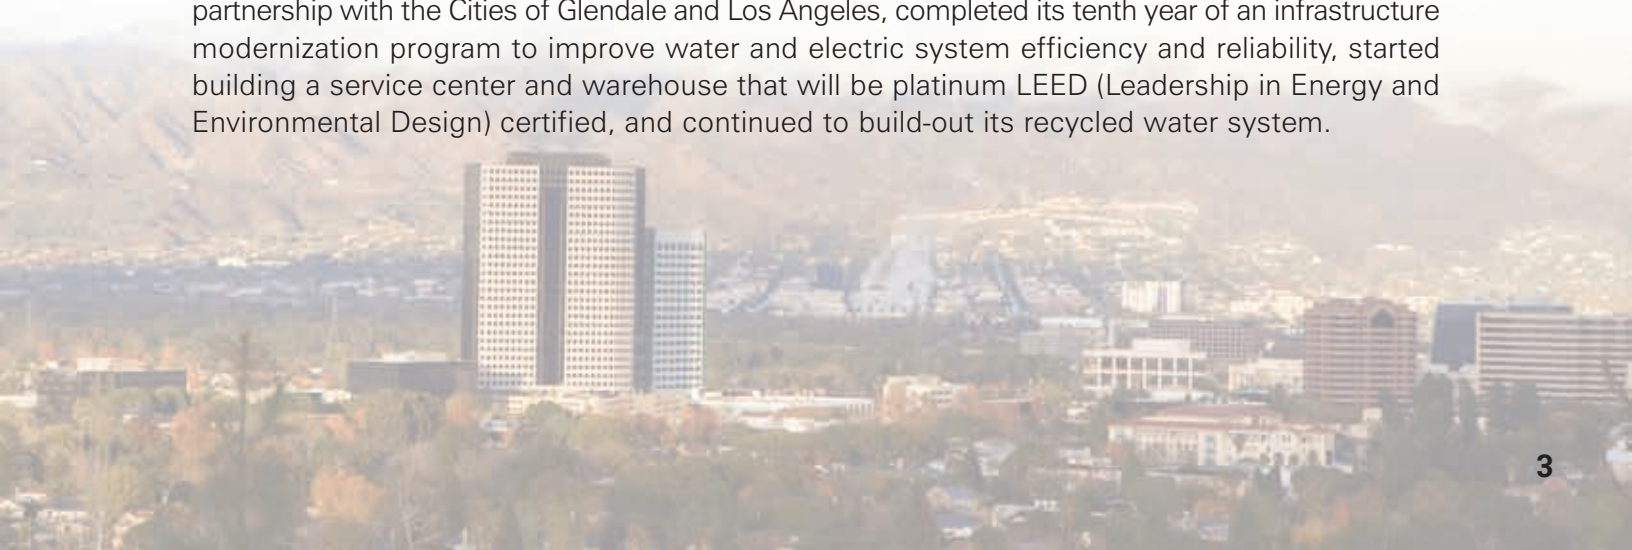 partnership with the Cities of Glendale and Los Angeles, completed its tenth year of an infrastructure
modernization program to improve water and electric system efficiency and reliability, started
building a service center and warehouse that will be platinum LEED (Leadership in Energy and
Environmental Design) certified, and continued to build-out its recycled water system.
3